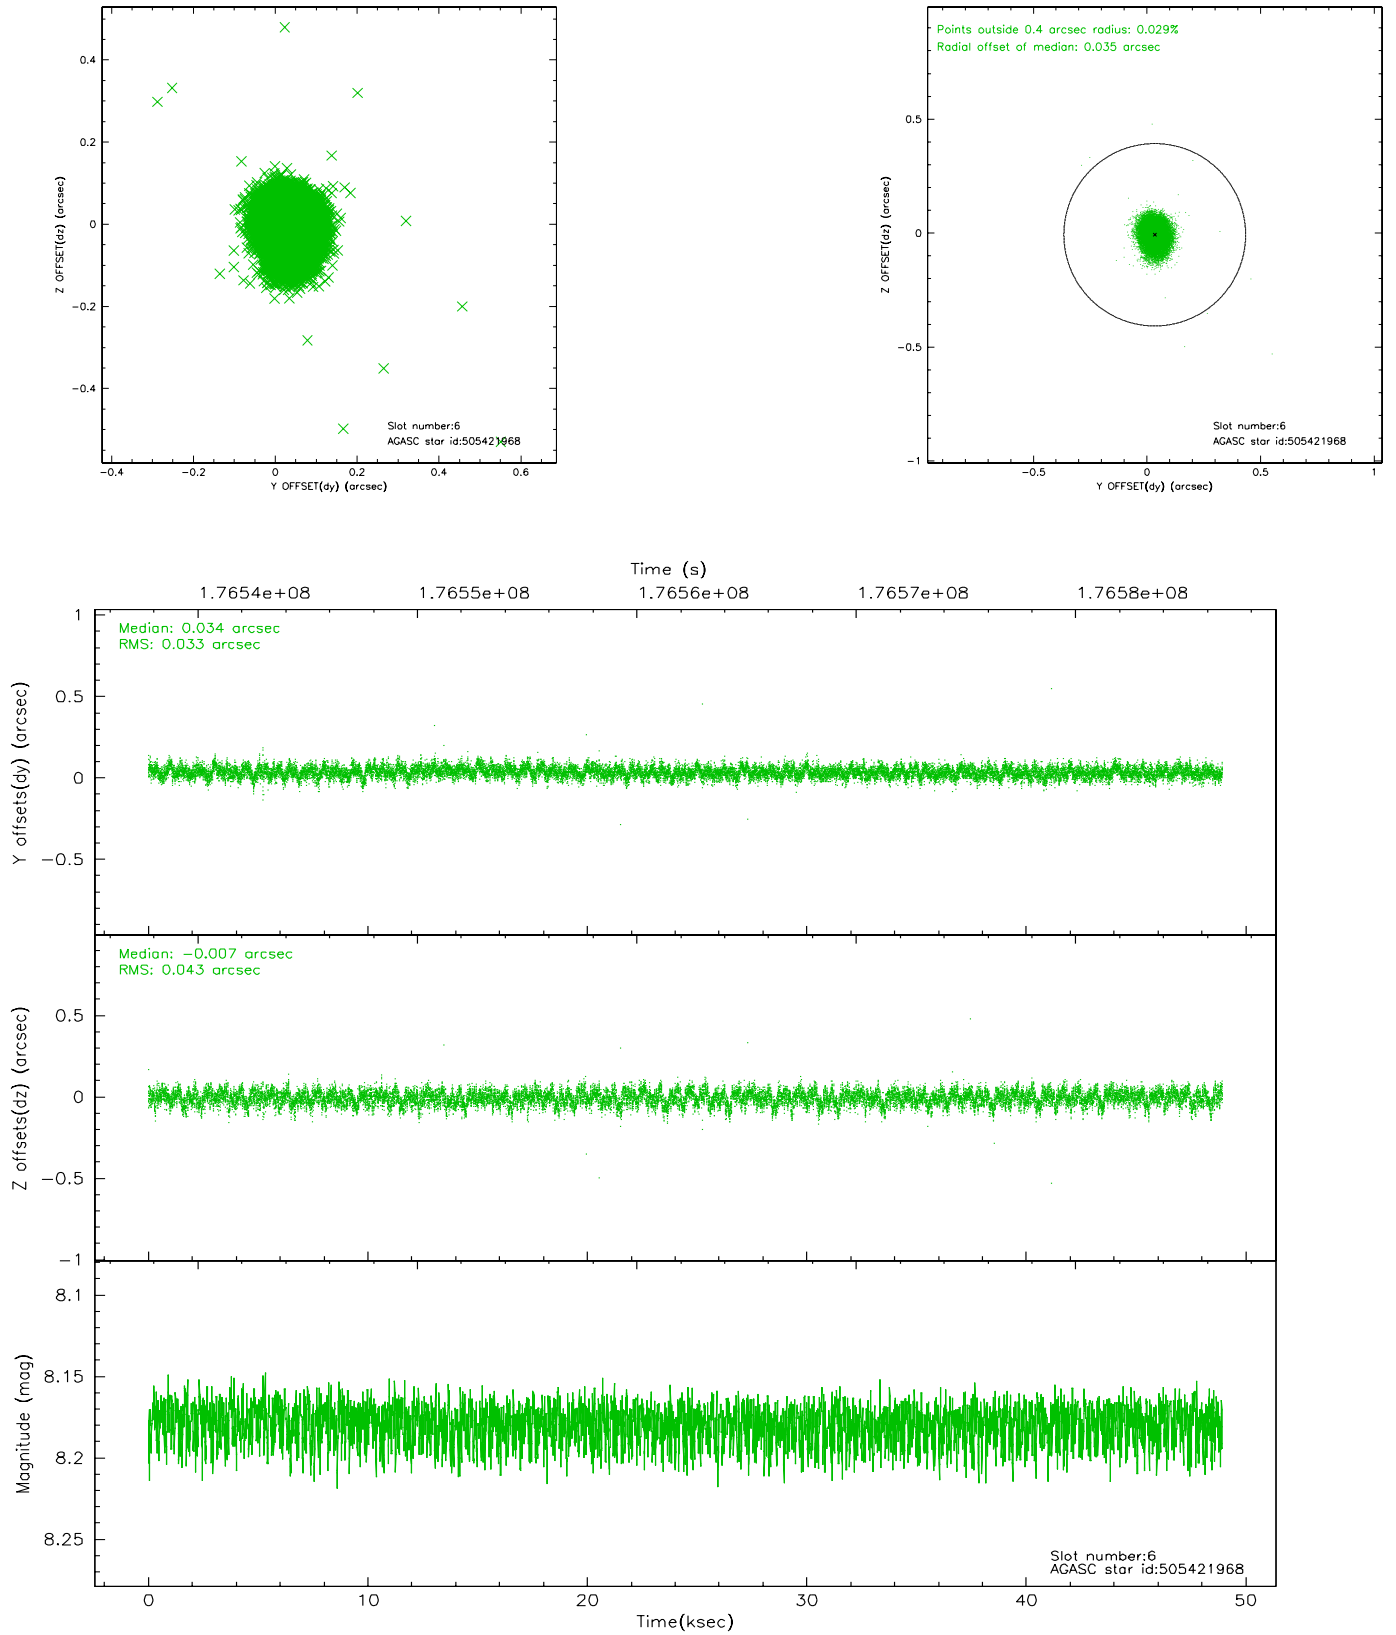 0.4
0.2
0
−0.2
−0.4
Z OFFSET(dz) (arcsec)
Slot number:6
AGASC star id:505421968
−0.4
−0.2
0
0.2
0.4
0.6
Y OFFSET(dy) (arcsec)
Points outside 0.4 arcsec radius: 0.029%
Radial offset of median: 0.035 arcsec
0.5
0
−0.5
−1
Z OFFSET(dz) (arcsec)
Slot number:6
AGASC star id:505421968
−0.5
0
0.5
1
Y OFFSET(dy) (arcsec)
Time (s)
1.7654e+08
1.7655e+08
1.7656e+08
1.7657e+08
1.7658e+08
Median: 0.034 arcsec
RMS: 0.033 arcsec
1
0.5
0
−0.5
Y offsets(dy) (arcsec)
Median: −0.007 arcsec
RMS: 0.043 arcsec
0.5
0
−0.5
−1
Z offsets(dz) (arcsec)
8.1
8.15
8.2
8.25
Magnitude (mag)
Slot number:6
AGASC star id:505421968
0
10
20
30
40
50
Time(ksec)